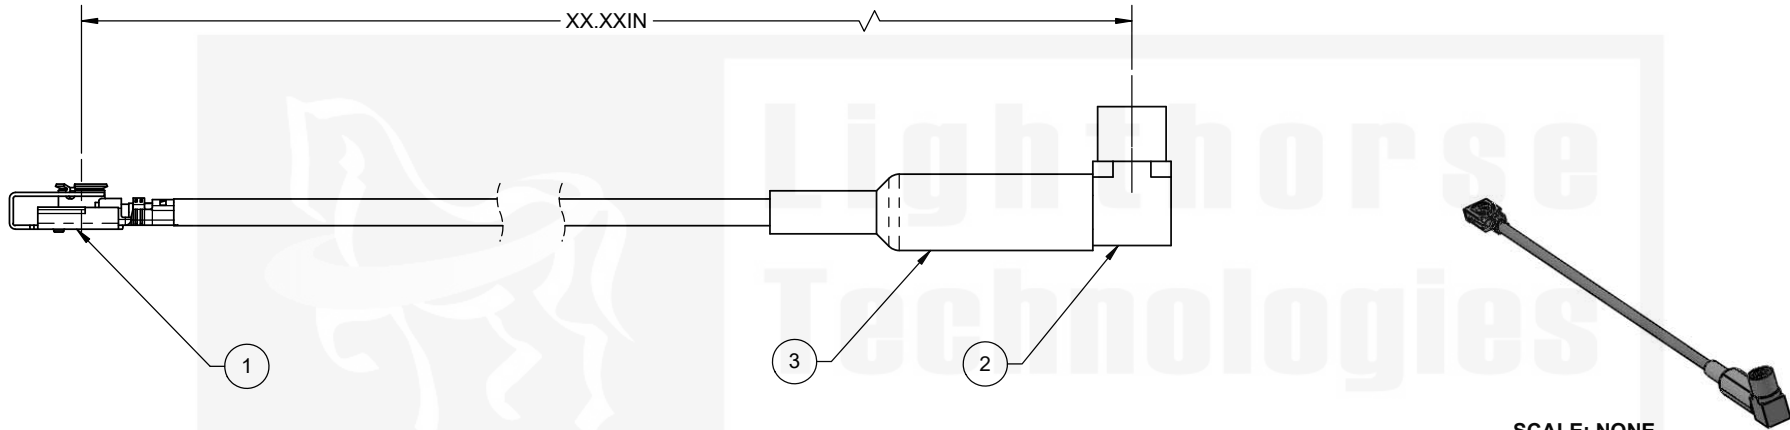 XX.XXIN
Lighthorse
Technologies
1
3
2
SCALE: NONE